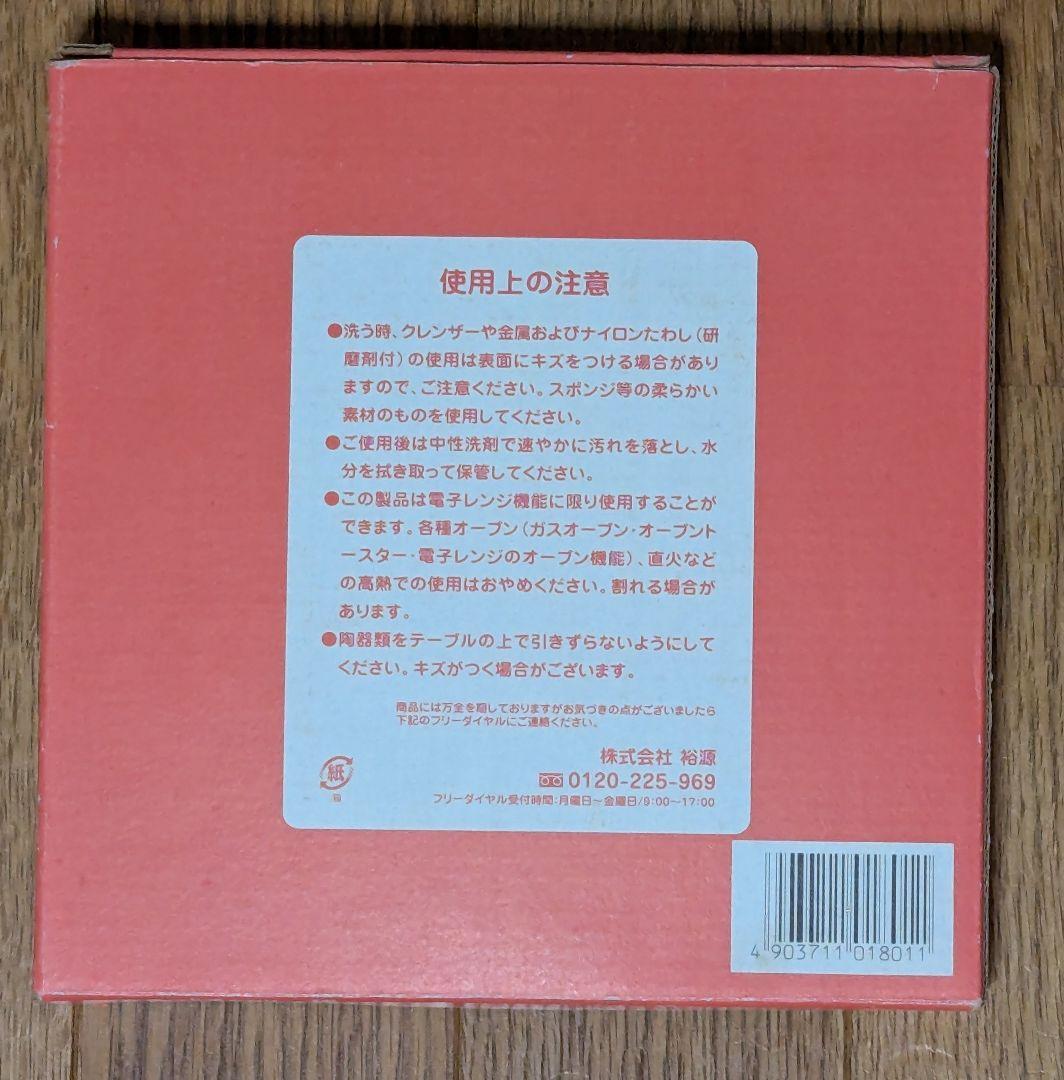 使用上の注意
●洗う時、クレンザーや金属およびナイロンたわし（研
磨剤付）の使用は表面にキズをつける場合があり
ますので、ご注意ください。スポンジ等の柔らかい
素材のものを使用してください。
●ご使用後は中性洗剤で速やかに汚れを落とし、水
分を拭き取って保管してください。
●この製品は電子レンジ機能に限り使用することが
できます。各種オーブン（ガスオーブン・オーブント
ースター・電子レンジのオーブン機能）、直火など
の高熱での使用はおやめください。割れる場合が
あります。
●陶器類をテーブルの上で引きずらないようにして
ください。キズがつく場合がございます。
商品には万全を期しておりますがお気づきの点がございましたら
下記のフリーダイヤルにご連絡ください。
株式会社 裕源
0120-225-969
フリーダイヤル受付時間：月曜日～金曜日/9:00～17:00
紙
箱
4 903711 018011